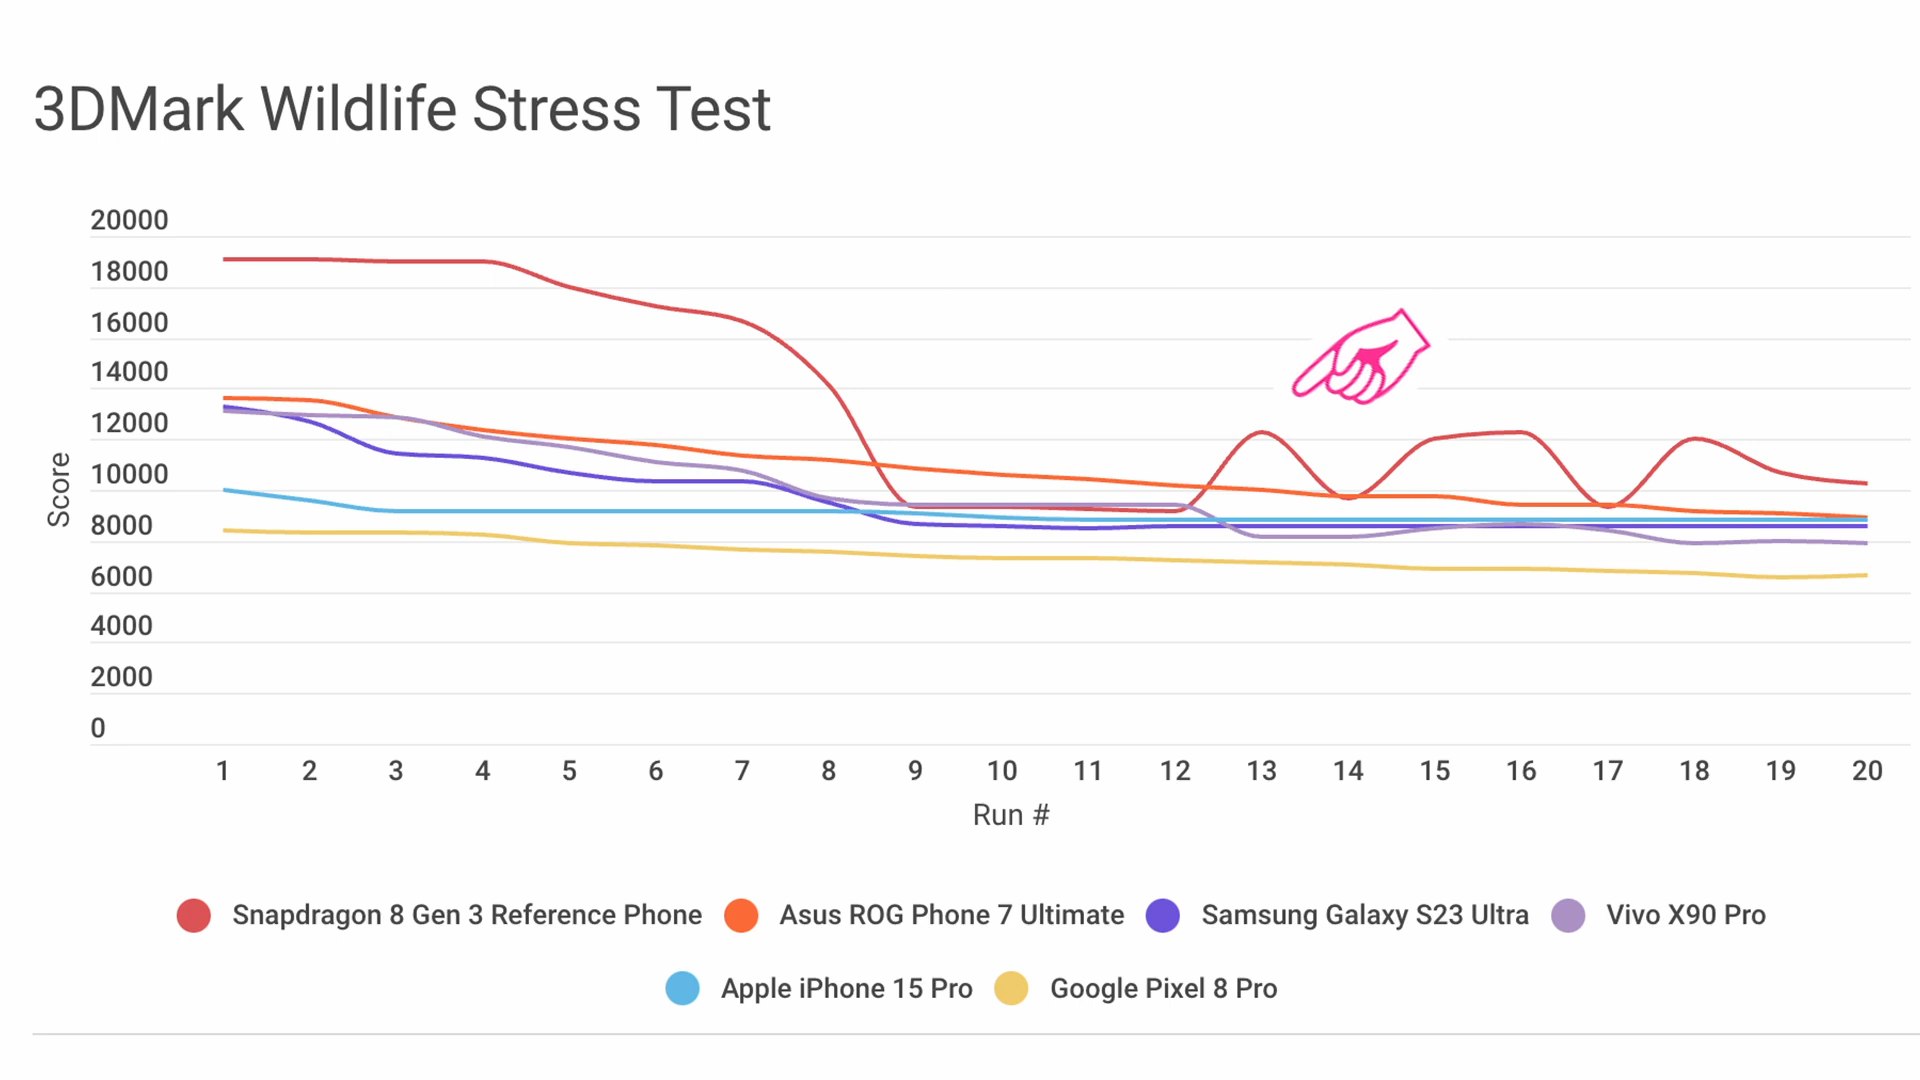 3DMark Wildlife Stress Test
20000
18000
16000
14000
12000
10000
8000
6000
4000
2000
0
Score
1 2 3 4 5 6 7 8 9 10 11 12 13 14 15 16 17 18 19 20
Run #
Snapdragon 8 Gen 3 Reference Phone Asus ROG Phone 7 Ultimate Samsung Galaxy S23 Ultra Vivo X90 Pro
Apple iPhone 15 Pro Google Pixel 8 Pro